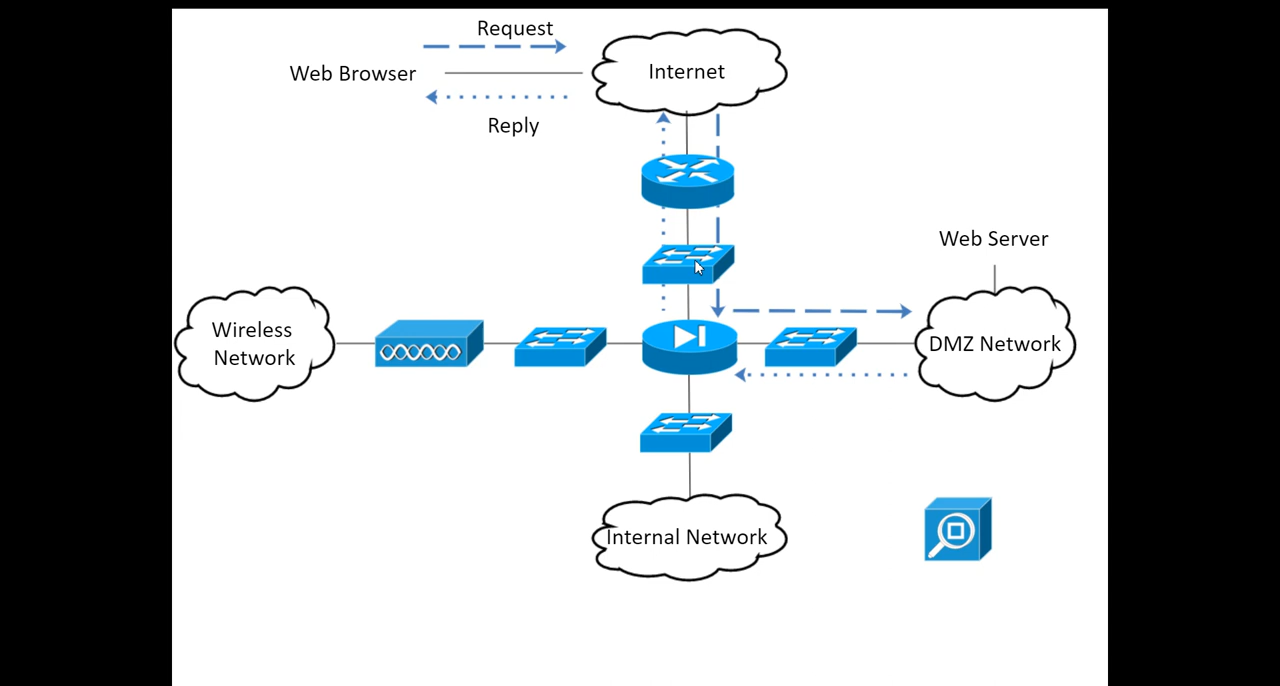 Request
Web Browser
Internet
Reply
Web Server
Wireless
Network
DMZ Network
Internal Network